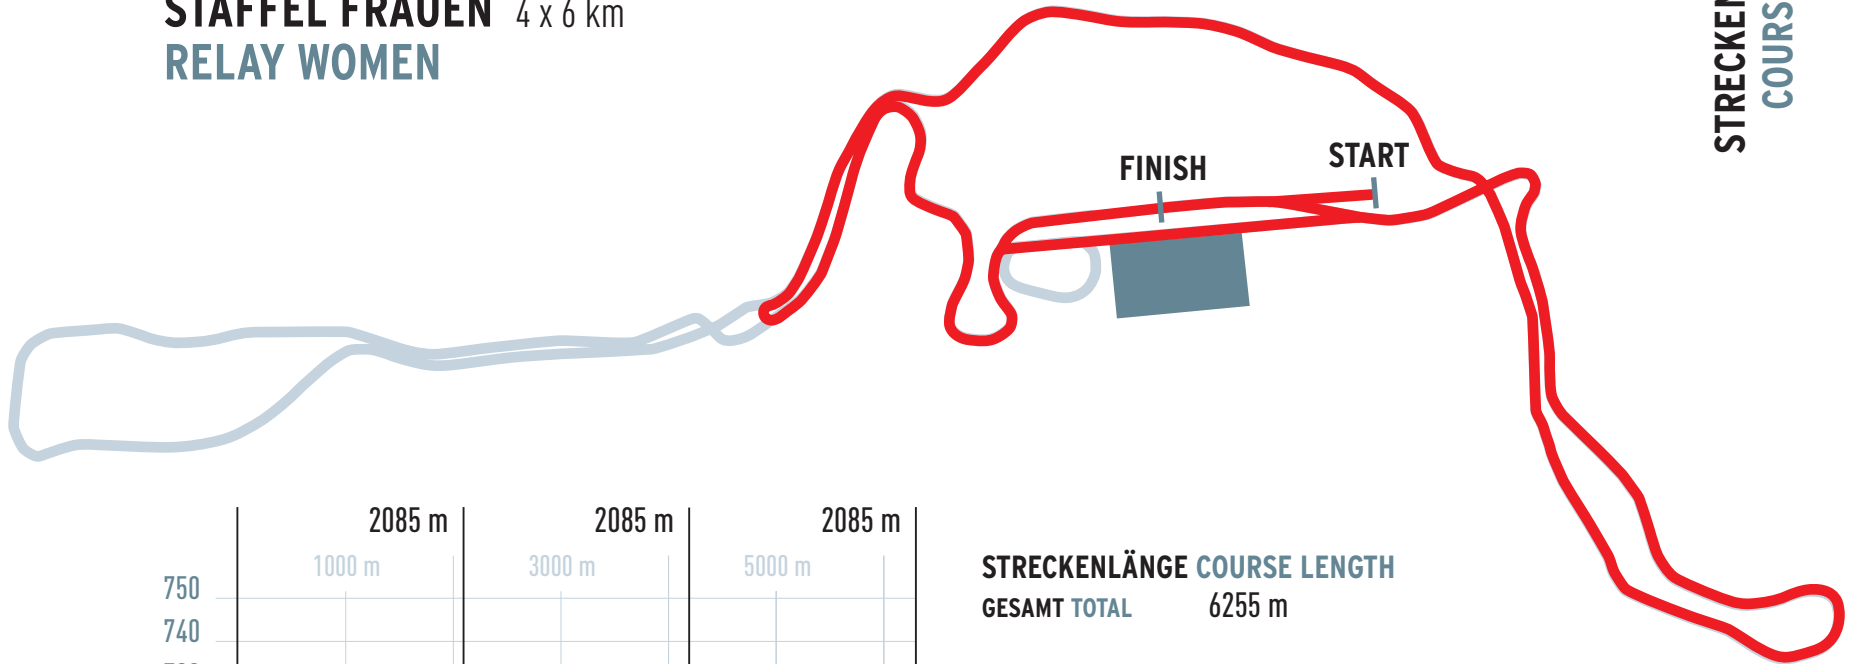 STAFFEL FRAUEN 4 x 6 km
RELAY WOMEN
FINISH
START
2085 m 2085 m 2085 m
1000 m 3000 m 5000 m
750
740
STRECKENLÄNGE COURSE LENGTH
GESAMT TOTAL 6255 m